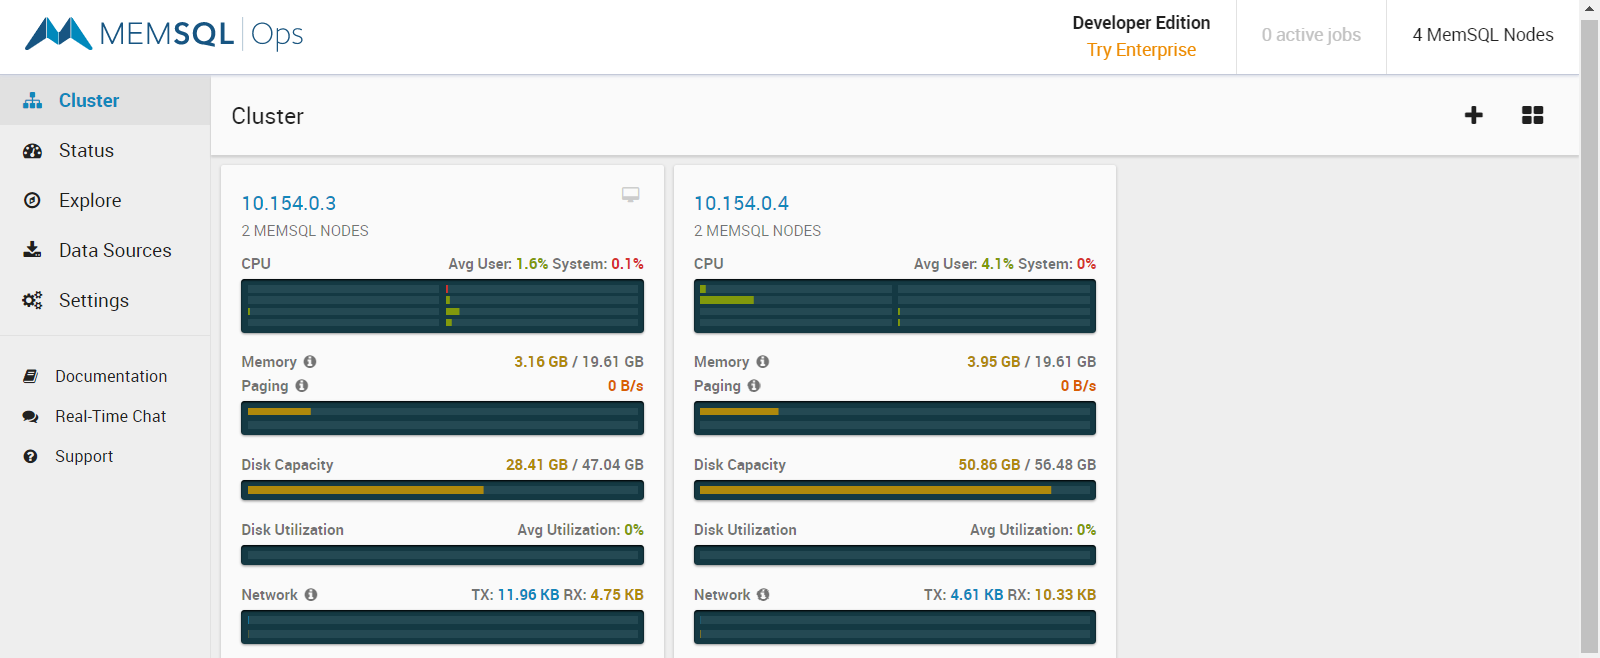 MEMSQL Ops
Developer Edition
Try Enterprise
0 active jobs
4 MemSQL Nodes
Cluster
Status
Explore
Data Sources
Settings
Documentation
Real-Time Chat
Support
Cluster
10.154.0.3
2 MEMSQL NODES
CPU Avg User: 1.6% System: 0.1%
Memory 3.16 GB / 19.61 GB
Paging 0 B/s
Disk Capacity 28.41 GB / 47.04 GB
Disk Utilization Avg Utilization: 0%
Network TX: 11.96 KB RX: 4.75 KB
10.154.0.4
2 MEMSQL NODES
CPU Avg User: 4.1% System: 0%
Memory 3.95 GB / 19.61 GB
Paging 0 B/s
Disk Capacity 50.86 GB / 56.48 GB
Disk Utilization Avg Utilization: 0%
Network TX: 4.61 KB RX: 10.33 KB